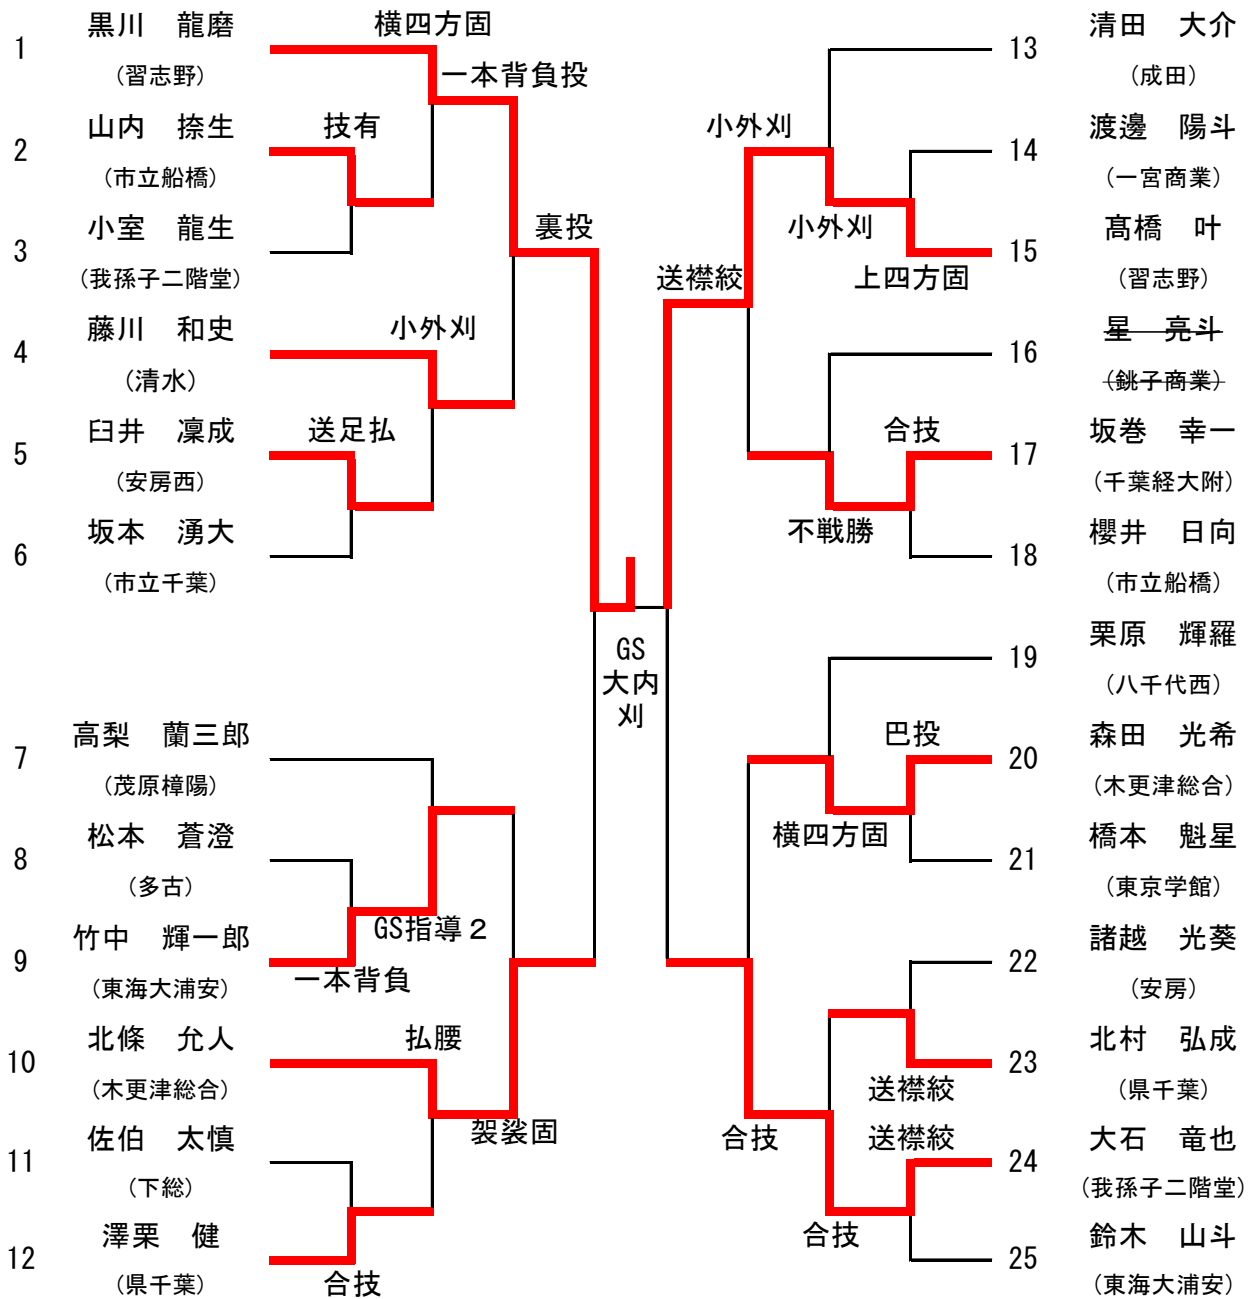 黒川　龍磨
1
(習志野)
横四方固
一本背負投
山内　捺生
2
(市立船橋)
技有
小室　龍生
3
(我孫子二階堂)
裏投
藤川　和史
4
(清水)
小外刈
臼井　凜成
5
(安房西)
送足払
坂本　湧大
6
(市立千葉)
高梨　蘭三郎
7
(茂原樟陽)
松本　蒼澄
8
(多古)
GS指導２
竹中　輝一郎
9
(東海大浦安)
一本背負
北條　允人
10
(木更津総合)
払腰
袈裟固
佐伯　太慎
11
(下総)
澤栗　健
12
(県千葉)
合技
GS
大内
刈
清田　大介
13
(成田)
小外刈
渡邊　陽斗
14
(一宮商業)
小外刈
髙橋　叶
15
(習志野)
上四方固
送襟絞
星　亮斗
16
(銚子商業)
合技
坂巻　幸一
17
(千葉経大附)
不戦勝
櫻井　日向
18
(市立船橋)
栗原　輝羅
19
(八千代西)
巴投
森田　光希
20
(木更津総合)
横四方固
橋本　魁星
21
(東京学館)
諸越　光葵
22
(安房)
北村　弘成
23
(県千葉)
送襟絞
合技
送襟絞
大石　竜也
24
(我孫子二階堂)
合技
鈴木　山斗
25
(東海大浦安)